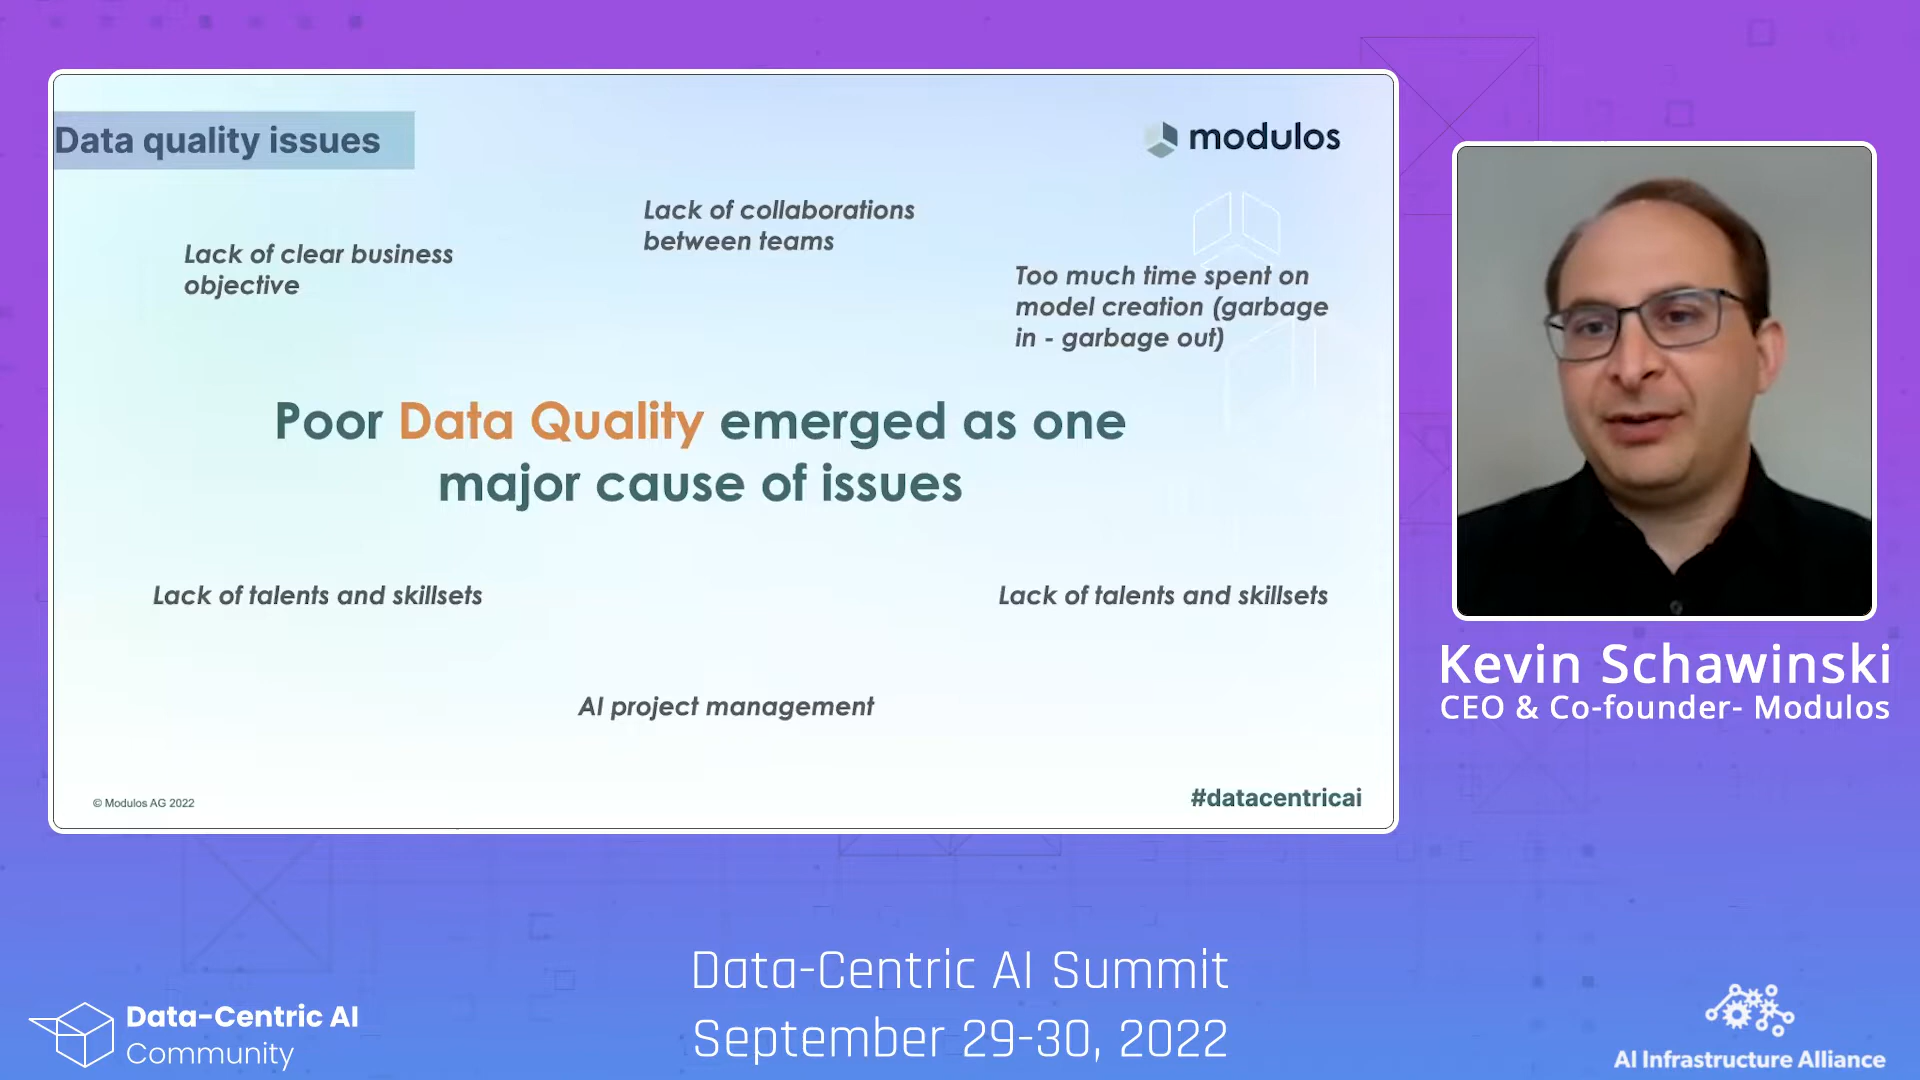 Data quality issues
modulos
Lack of collaborations
between teams
Lack of clear business
objective
Too much time spent on
model creation (garbage
in - garbage out)
Poor Data Quality emerged as one
major cause of issues
Lack of talents and skillsets
Lack of talents and skillsets
AI project management
© Modulos AG 2022
#datacentricai
Kevin Schawinski
CEO & Co-founder- Modulos
Data-Centric AI Summit
September 29-30, 2022
Data-Centric AI
Community
AI Infrastructure Alliance